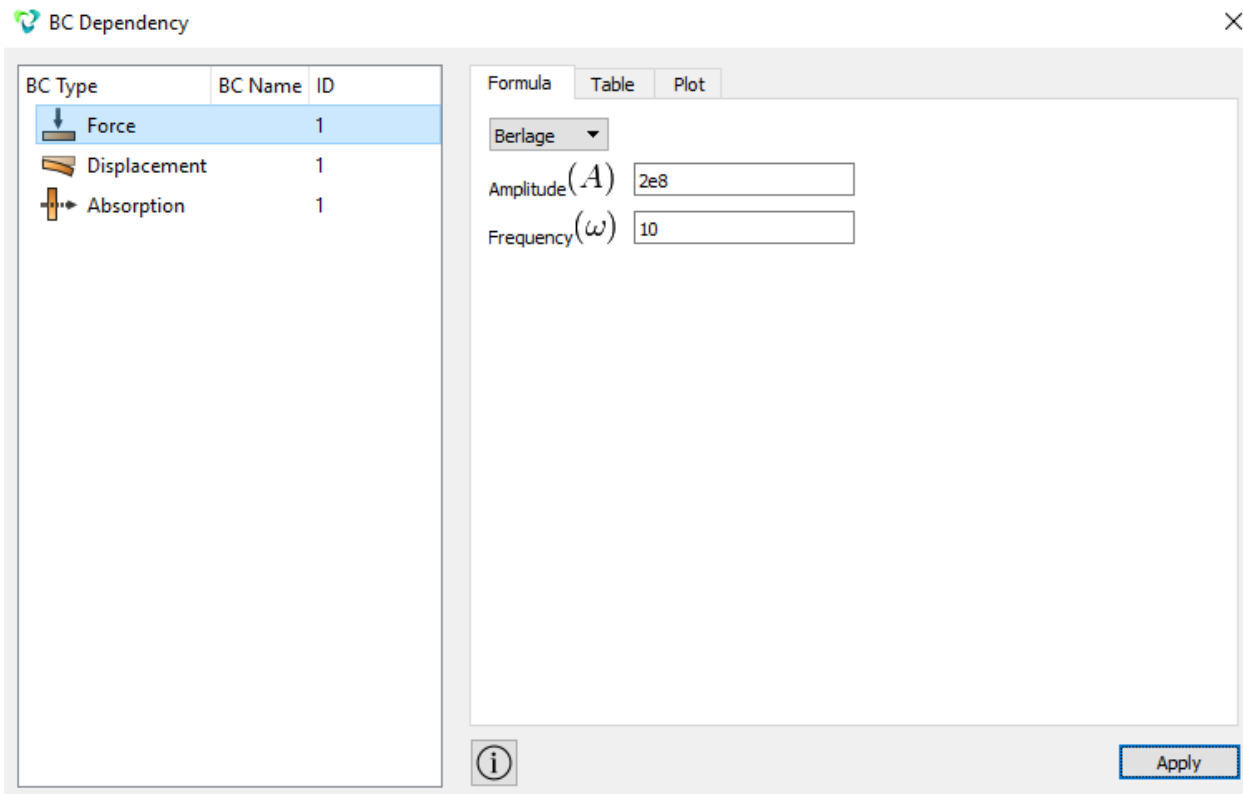 BC Dependency
BC Type BC Name ID
Force 1
Displacement 1
Absorption 1
Formula Table Plot
Berlage
Amplitude(A) 2e8
Frequency(ω) 10
Apply